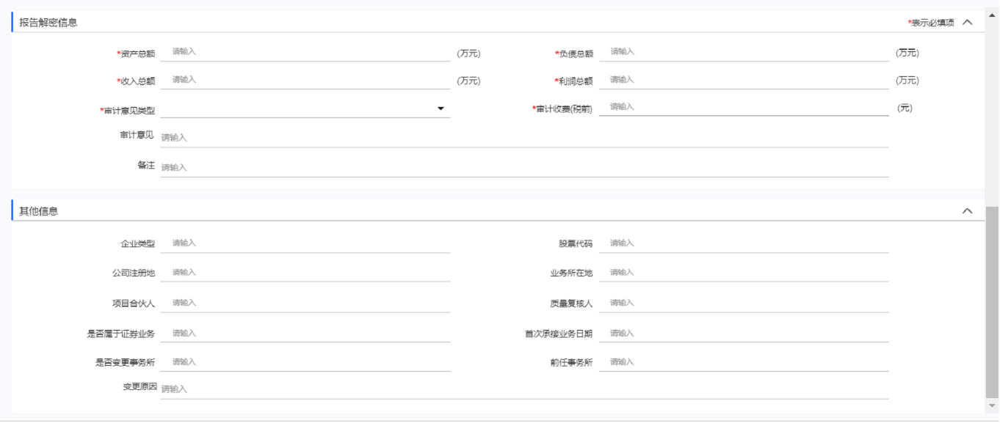 报告解密信息 *表示必填项
*资产总额 请输入 (万元) *负债总额 请输入 (万元)
*收入总额 请输入 (万元) *利润总额 请输入 (万元)
*审计意见类型 *审计收费(税前) 请输入 (元)
审计意见 请输入
备注 请输入
其他信息
企业类型 请输入 股票代码 请输入
公司注册地 请输入 业务所在地 请输入
项目合伙人 请输入 质量复核人 请输入
是否属于证券业务 请输入 首次承接业务日期 请输入
是否变更事务所 请输入 前任事务所 请输入
变更原因 请输入